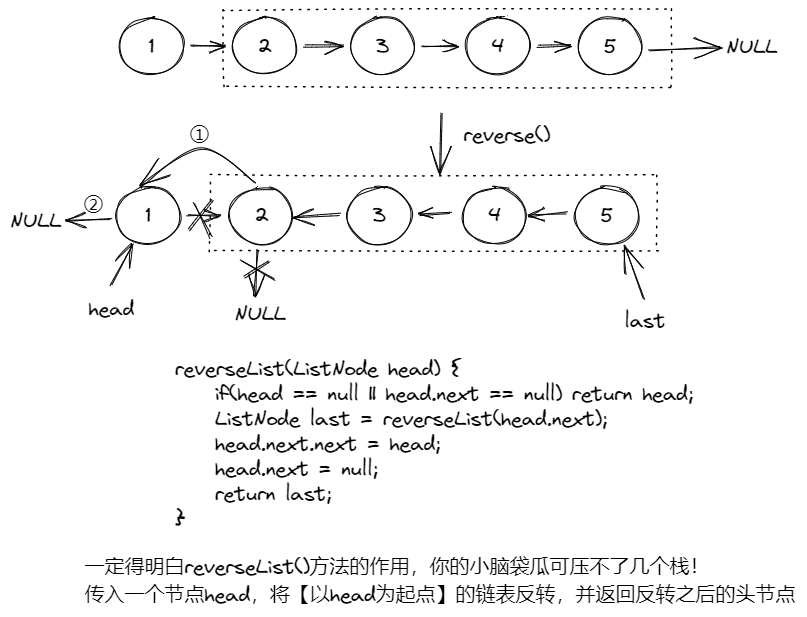 1 2 3 4 5 NULL
reverse()
①
NULL ② 1 2 3 4 5
head NULL last
reverseList(ListNode head) {
if(head == null || head.next == null) return head;
ListNode last = reverseList(head.next);
head.next.next = head;
head.next = null;
return last;
}
一定得明白reverseList()方法的作用，你的小脑袋瓜可压不了几个栈！
传入一个节点head，将【以head为起点】的链表反转，并返回反转之后的头节点